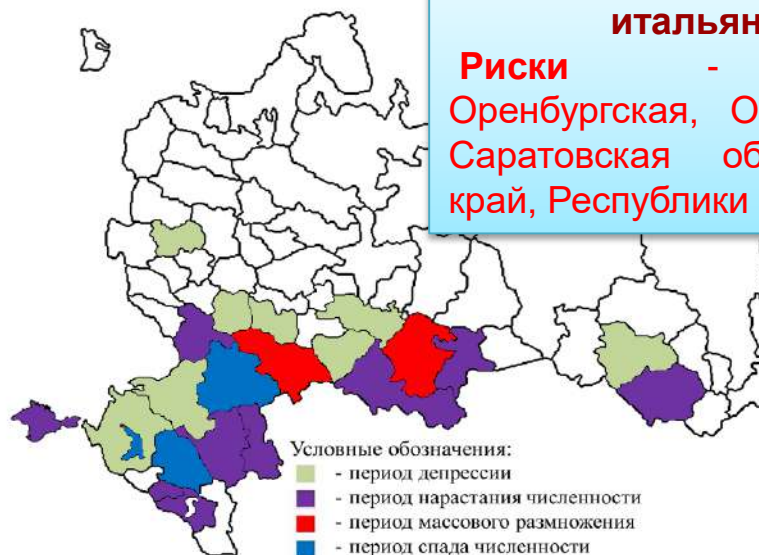 итальян
Риски -
Оренбургская, О
Саратовская об
край, Республики
Условные обозначения:
- период депрессии
- период нарастания численности
- период массового размножения
- период спада численности